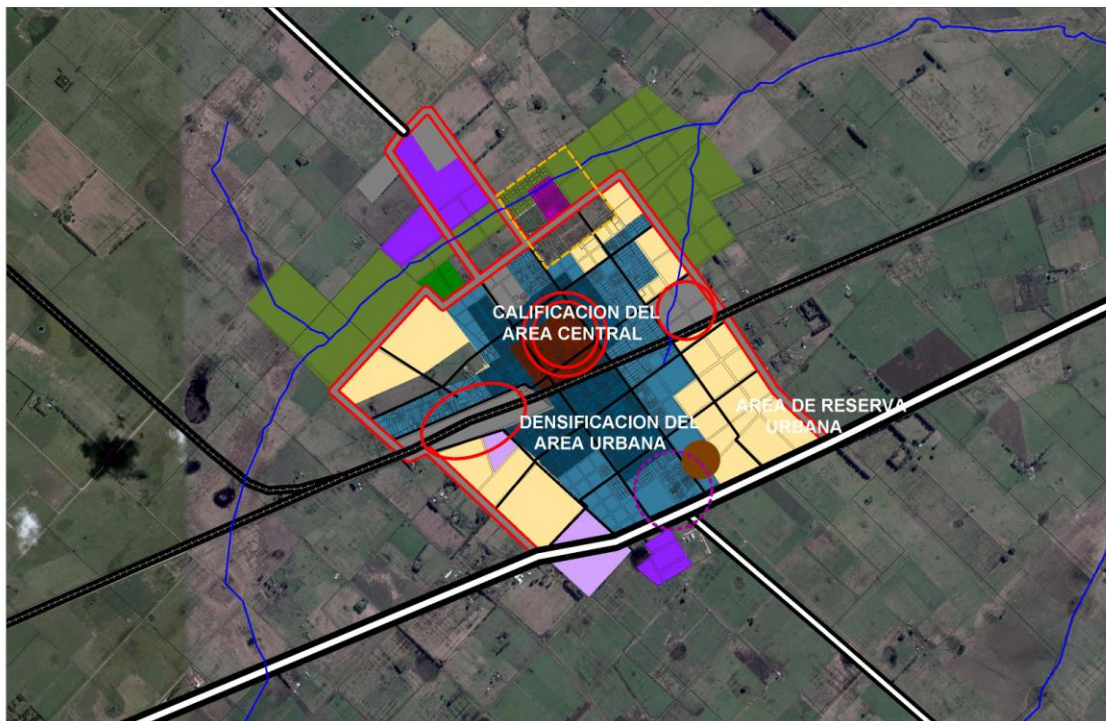 CALIFICACION DEL
AREA CENTRAL
DENSIFICACION DEL
AREA URBANA
AREA DE RESERVA
URBANA